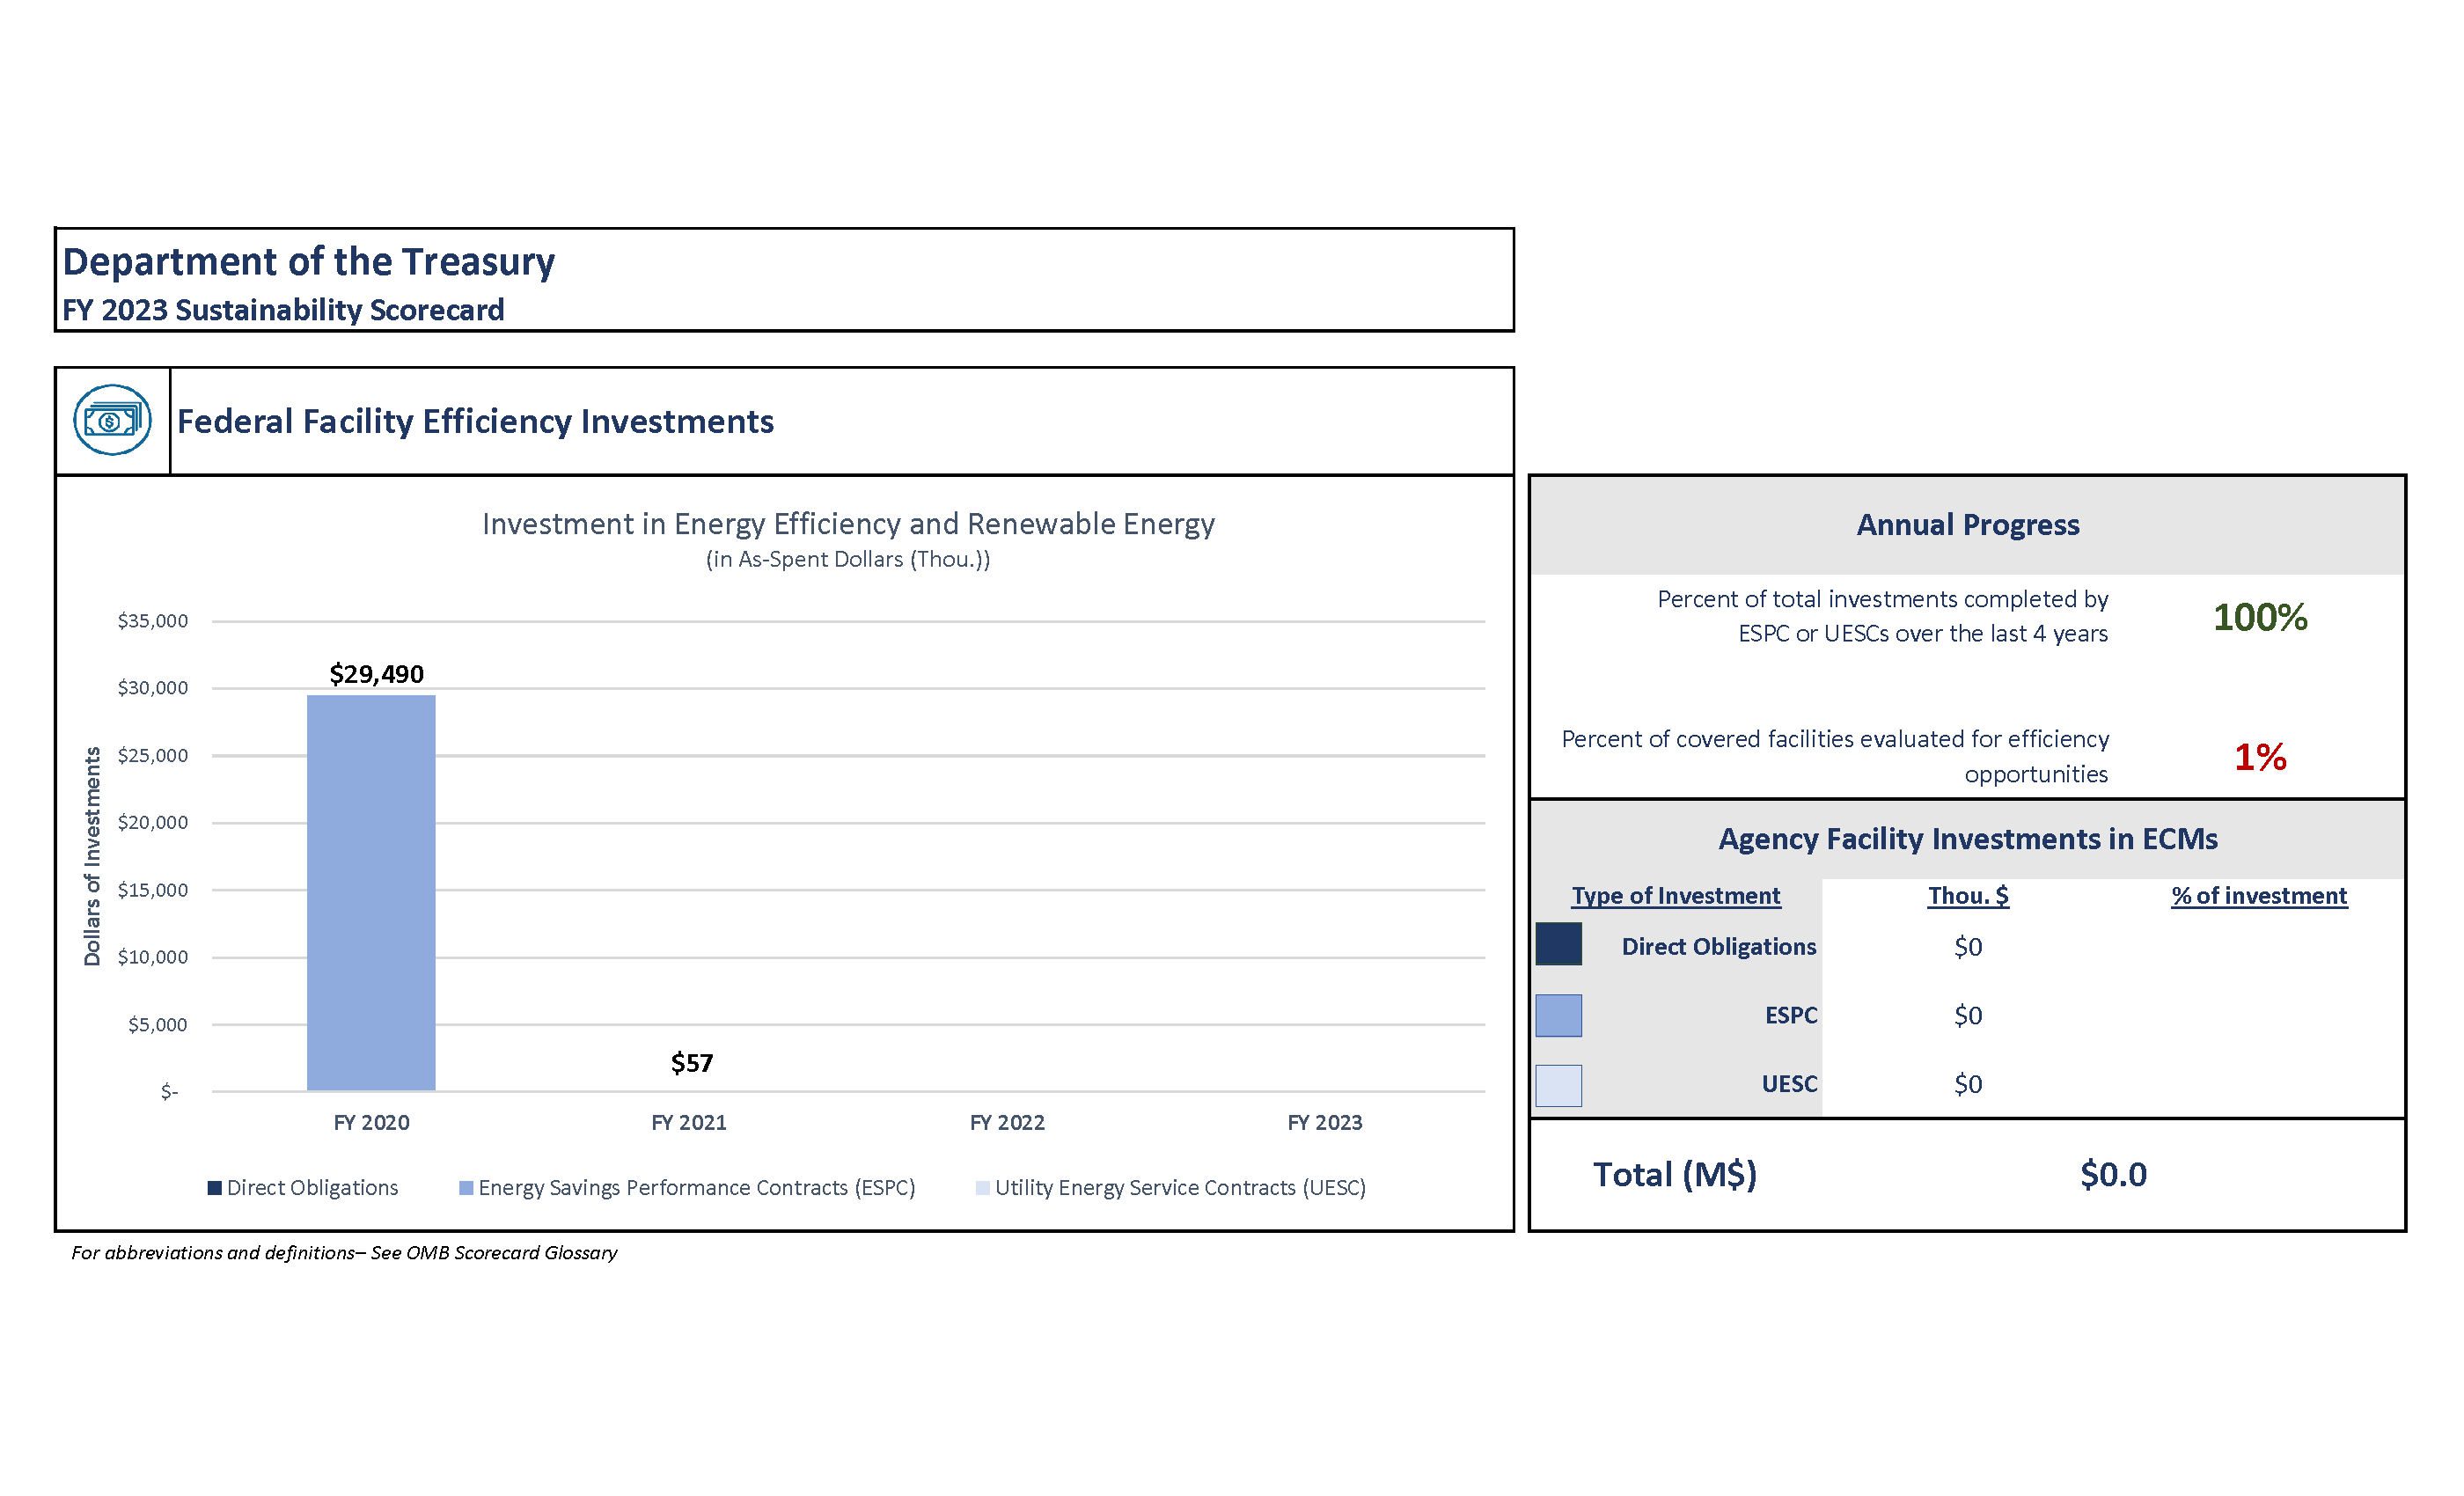 Department of the Treasury
FY 2023 Sustainability Scorecard
Federal Facility Efficiency Investments
Investment in Energy Efficiency and Renewable Energy
(in As-Spent Dollars (Thou.))
Dollars of Investments
$35,000
$30,000
$25,000
$20,000
$15,000
$10,000
$5,000
$-
$29,490
$57
FY 2020 FY 2021 FY 2022 FY 2023
Direct Obligations Energy Savings Performance Contracts (ESPC) Utility Energy Service Contracts (UESC)
For abbreviations and definitions– See OMB Scorecard Glossary
Annual Progress
Percent of total investments completed by
ESPC or UESCs over the last 4 years
100%
Percent of covered facilities evaluated for efficiency
opportunities
1%
Agency Facility Investments in ECMs
Type of Investment Thou. $ % of investment
Direct Obligations $0
ESPC $0
UESC $0
Total (M$) $0.0